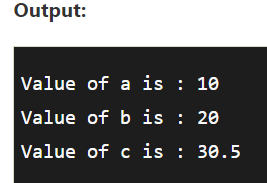 Output:
Value of a is : 10
Value of b is : 20
Value of c is : 30.5